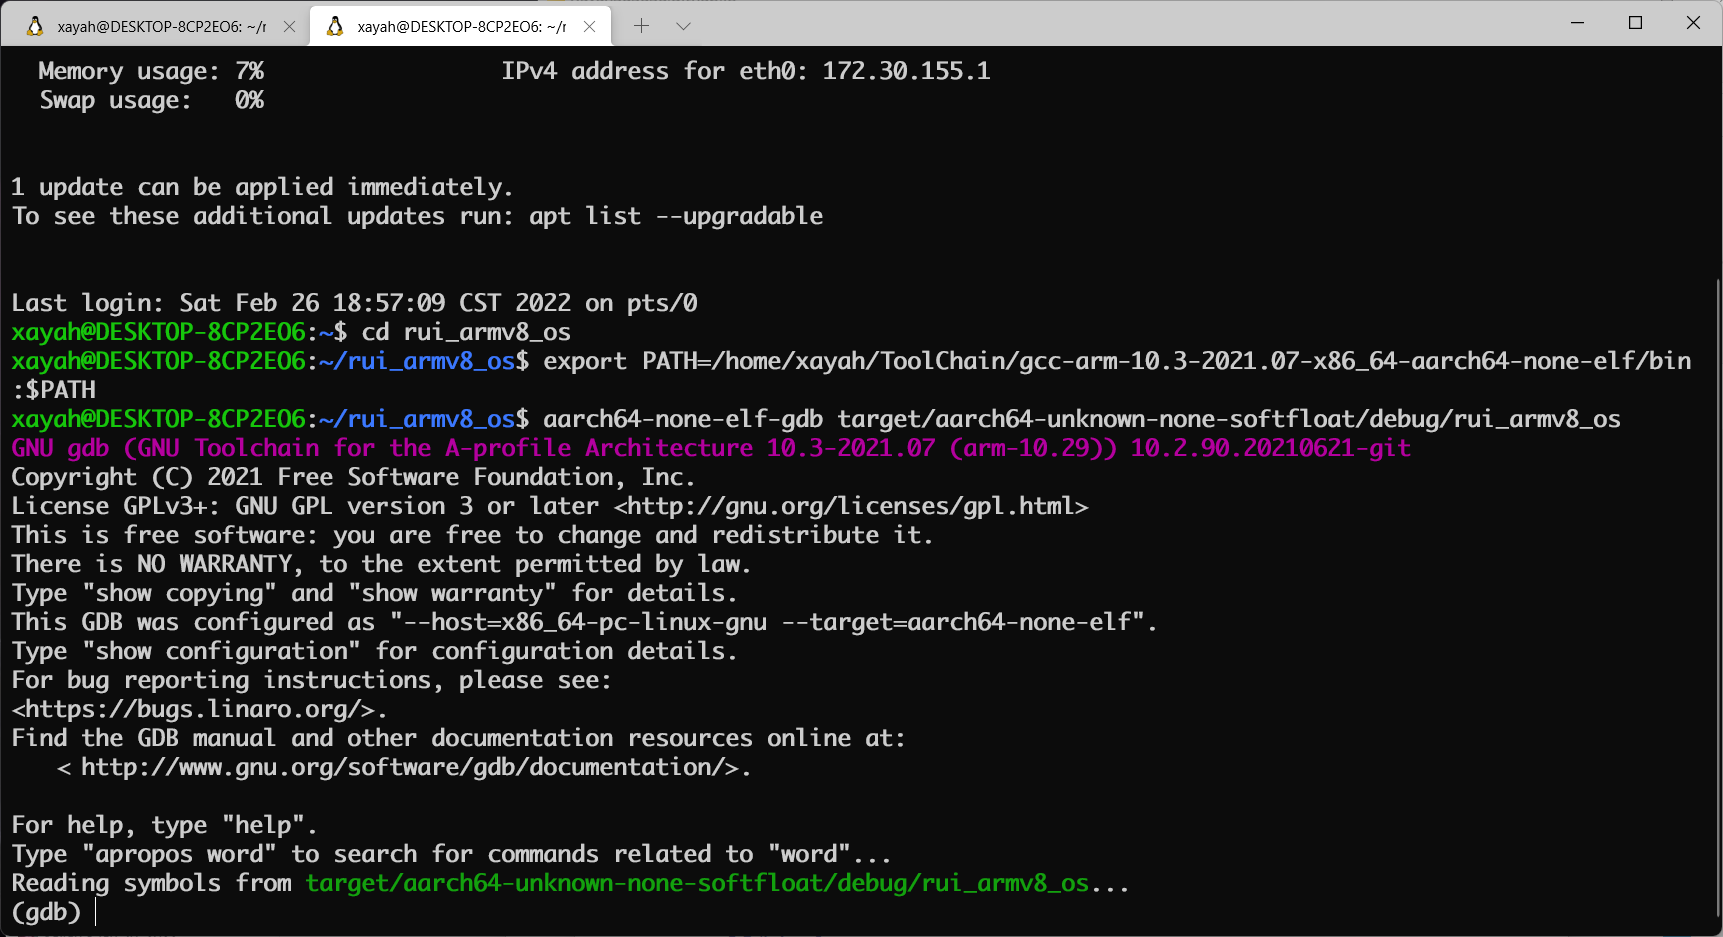 xayah@DESKTOP-8CP2EO6: ~/r
xayah@DESKTOP-8CP2EO6: ~/r
Memory usage: 7% IPv4 address for eth0: 172.30.155.1
Swap usage: 0%
1 update can be applied immediately.
To see these additional updates run: apt list --upgradable
Last login: Sat Feb 26 18:57:09 CST 2022 on pts/0
xayah@DESKTOP-8CP2EO6:~$ cd rui_armv8_os
xayah@DESKTOP-8CP2EO6:~/rui_armv8_os$ export PATH=/home/xayah/ToolChain/gcc-arm-10.3-2021.07-x86_64-aarch64-none-elf/bin
:$PATH
xayah@DESKTOP-8CP2EO6:~/rui_armv8_os$ aarch64-none-elf-gdb target/aarch64-unknown-none-softfloat/debug/rui_armv8_os
GNU gdb (GNU Toolchain for the A-profile Architecture 10.3-2021.07 (arm-10.29)) 10.2.90.20210621-git
Copyright (C) 2021 Free Software Foundation, Inc.
License GPLv3+: GNU GPL version 3 or later <http://gnu.org/licenses/gpl.html>
This is free software: you are free to change and redistribute it.
There is NO WARRANTY, to the extent permitted by law.
Type "show copying" and "show warranty" for details.
This GDB was configured as "--host=x86_64-pc-linux-gnu --target=aarch64-none-elf".
Type "show configuration" for configuration details.
For bug reporting instructions, please see:
<https://bugs.linaro.org/>.
Find the GDB manual and other documentation resources online at:
<http://www.gnu.org/software/gdb/documentation/>.
For help, type "help".
Type "apropos word" to search for commands related to "word"...
Reading symbols from target/aarch64-unknown-none-softfloat/debug/rui_armv8_os...
(gdb)